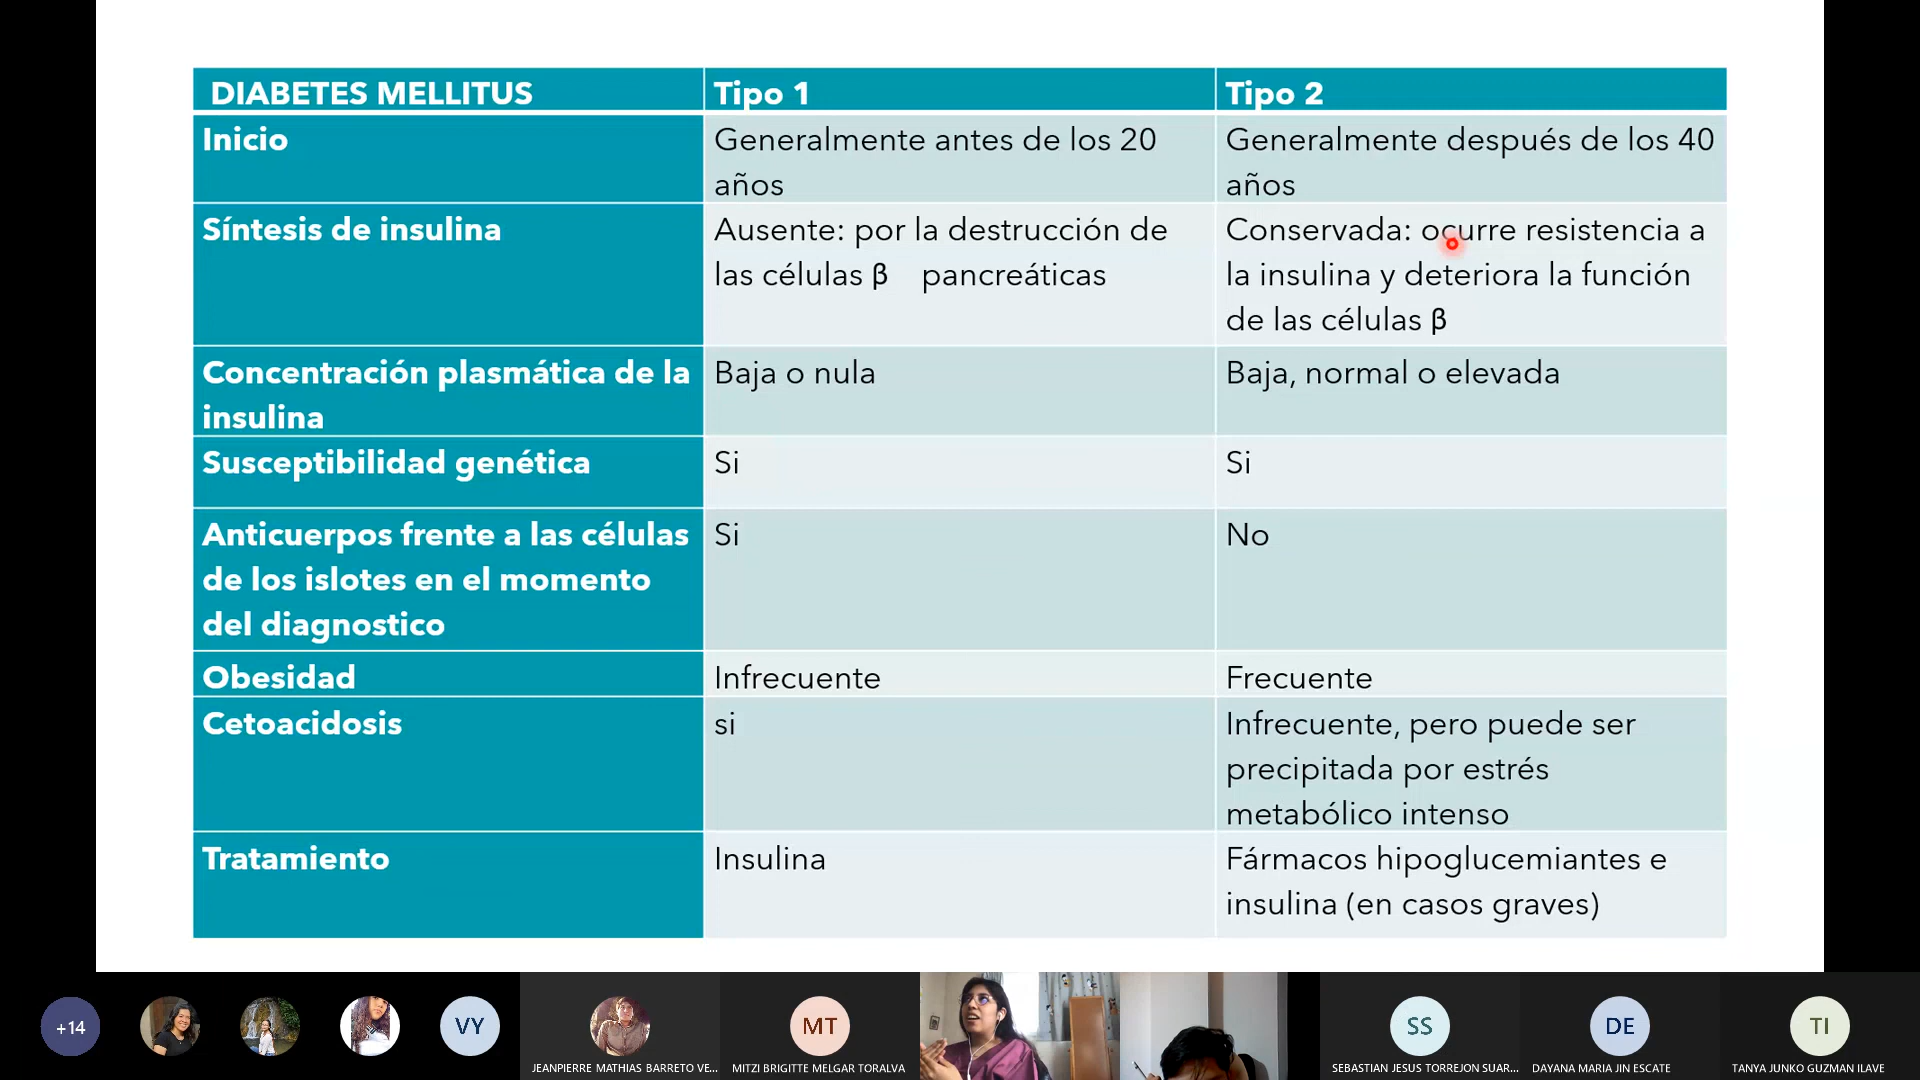 DIABETES MELLITUS
Tipo 1
Tipo 2
Inicio
Generalmente antes de los 20
años
Generalmente después de los 40
años
Síntesis de insulina
Ausente: por la destrucción de
las células β pancreáticas
Conservada: ocurre resistencia a
la insulina y deteriora la función
de las células β
Concentración plasmática de la
insulina
Baja o nula
Baja, normal o elevada
Susceptibilidad genética
Si
Si
Anticuerpos frente a las células
de los islotes en el momento
del diagnostico
Si
No
Obesidad
Infrecuente
Frecuente
Cetoacidosis
si
Infrecuente, pero puede ser
precipitada por estrés
metabólico intenso
Tratamiento
Insulina
Fármacos hipoglucemiantes e
insulina (en casos graves)
+14
VY
JEANPIERRE MATHIAS BARRETO VE...
MT
MITZI BRIGITTE MELGAR TORALVA
SS
SEBASTIAN JESUS TORREJON SUAR...
DE
DAYANA MARIA JIN ESCATE
TI
TANYA JUNKO GUZMAN ILAVE